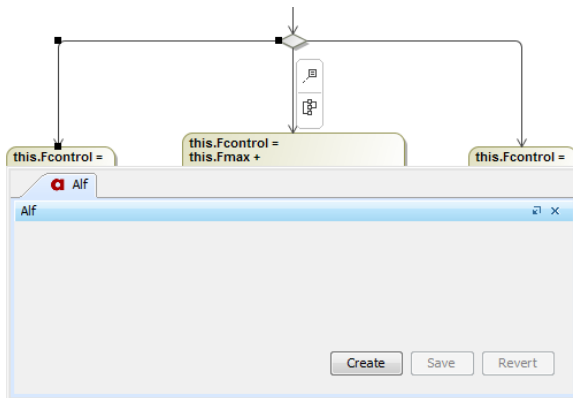 this.Fcontrol =
this.Fcontrol =
this.Fmax +
this.Fcontrol =
Alf
Alf
Create Save Revert